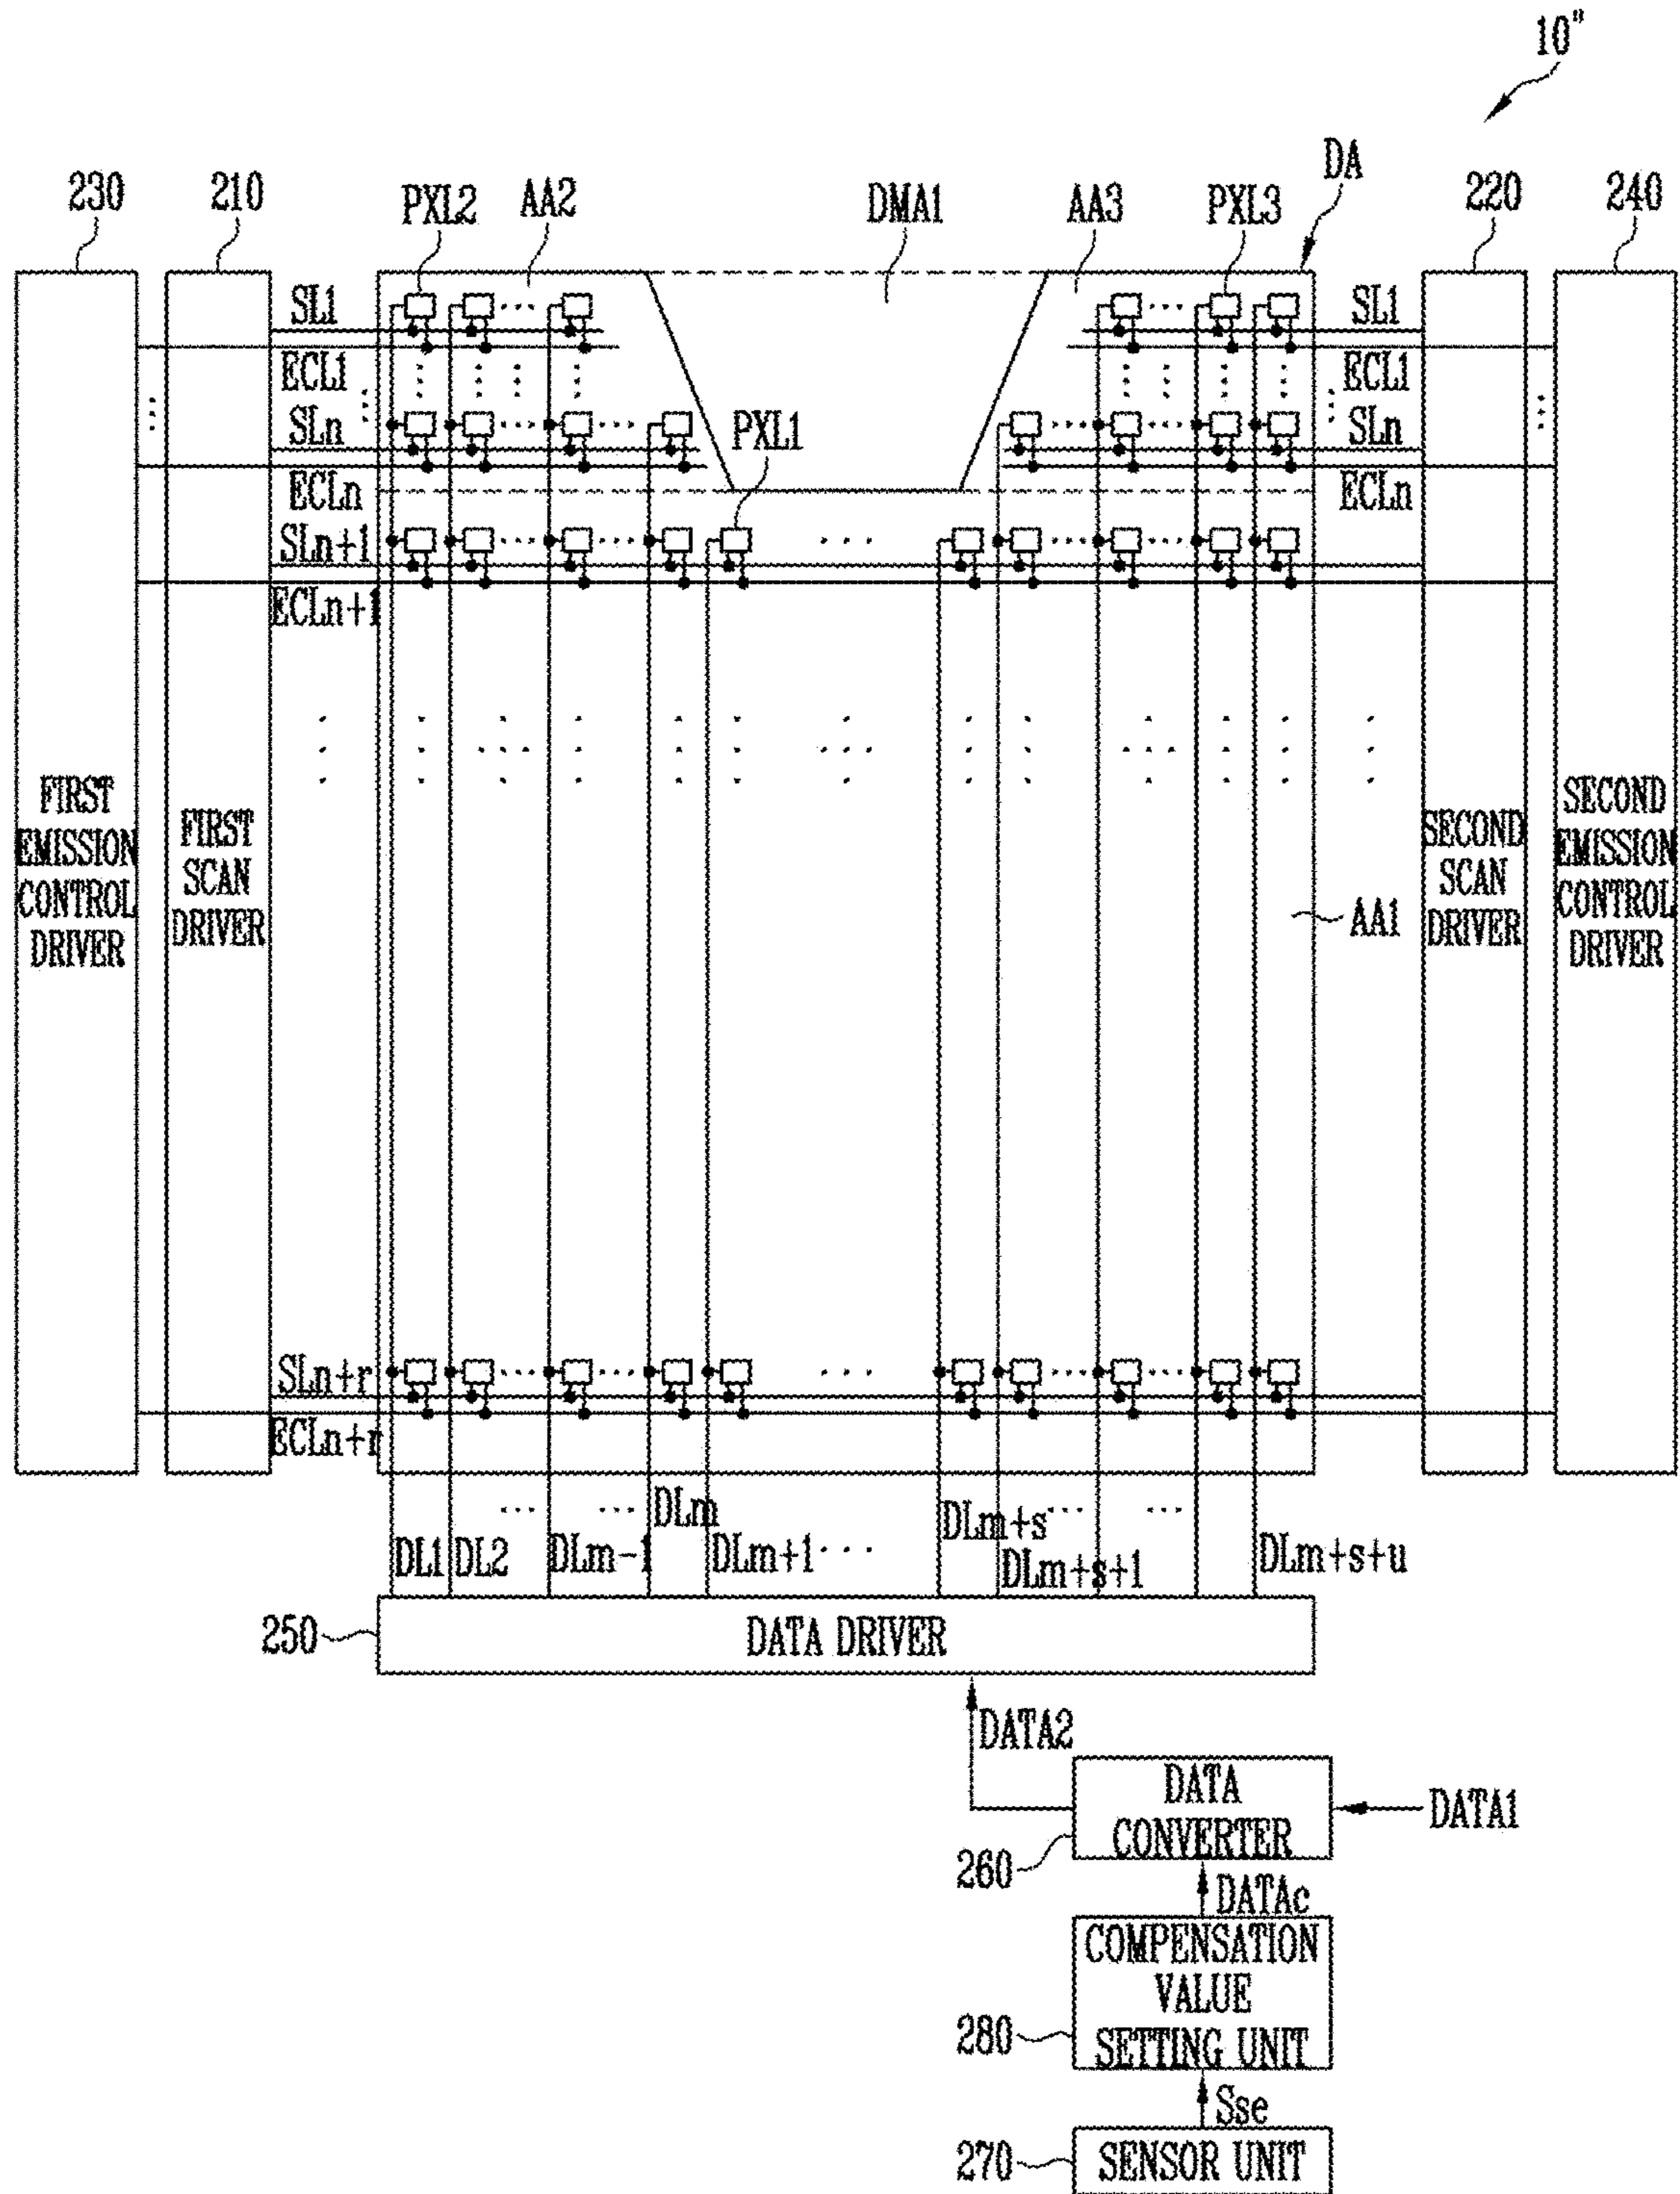 10"
230
210
PXL2
AA2
DMA1
AA3
PXL3
DA
220
240
SL1
SL1
ECL1
ECL1
SLn
PXL1
SLn
ECLn
ECLn
SLn+1
ECLn+1
FIRST
EMISSION
CONTROL
DRIVER
FIRST
SCAN
DRIVER
SECOND
SCAN
DRIVER
SECOND
EMISSION
CONTROL
DRIVER
AA1
SLn+r
ECLn+r
DL1
DL2
DLm-1
DLm
DLm+1
DLm+s
DLm+s+1
DLm+s+u
250
DATA DRIVER
DATA2
DATA
CONVERTER
DATA1
260
DATAc
COMPENSATION
VALUE
SETTING UNIT
280
Sse
270
SENSOR UNIT